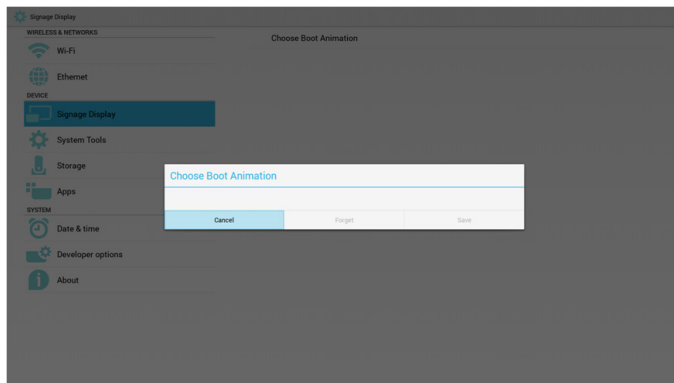 Signage Display
WIRELESS & NETWORKS
Wi-Fi
Ethernet
DEVICE
Signage Display
System Tools
Storage
Apps
SYSTEM
Date & time
Developer options
About
Choose Boot Animation
Choose Boot Animation
Cancel
Forget
Save